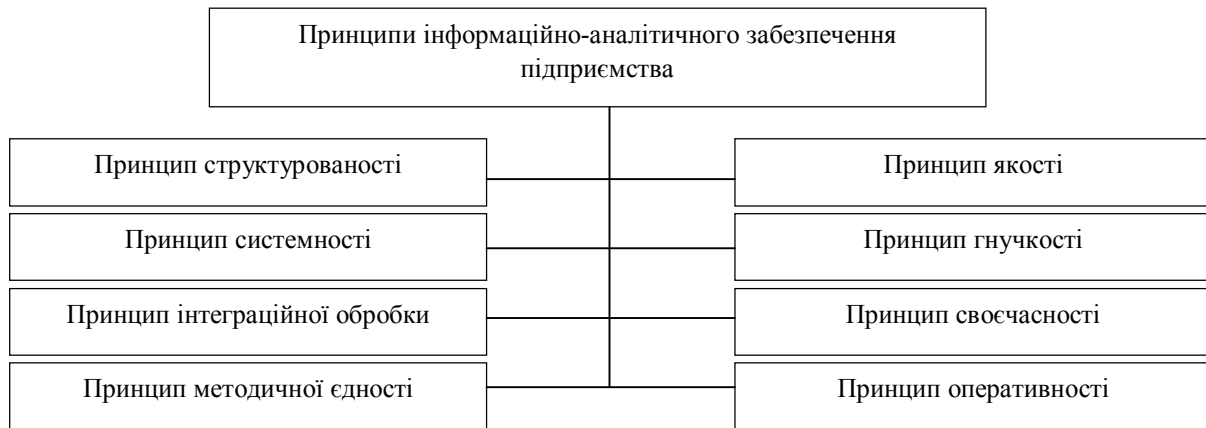 Принципи інформаційно-аналітичного забезпечення
підприємства
Принцип структурованості
Принцип якості
Принцип системності
Принцип гнучкості
Принцип інтеграційної обробки
Принцип своєчасності
Принцип методичної єдності
Принцип оперативності